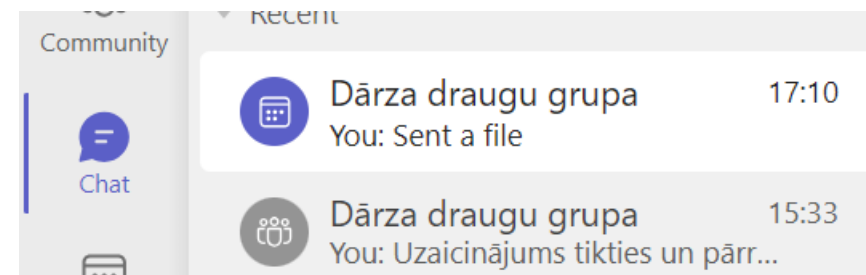 Recent
Community
Dārza draugu grupa 17:10
You: Sent a file
Chat
Dārza draugu grupa 15:33
You: Uzaicinājums tikties un pārr...